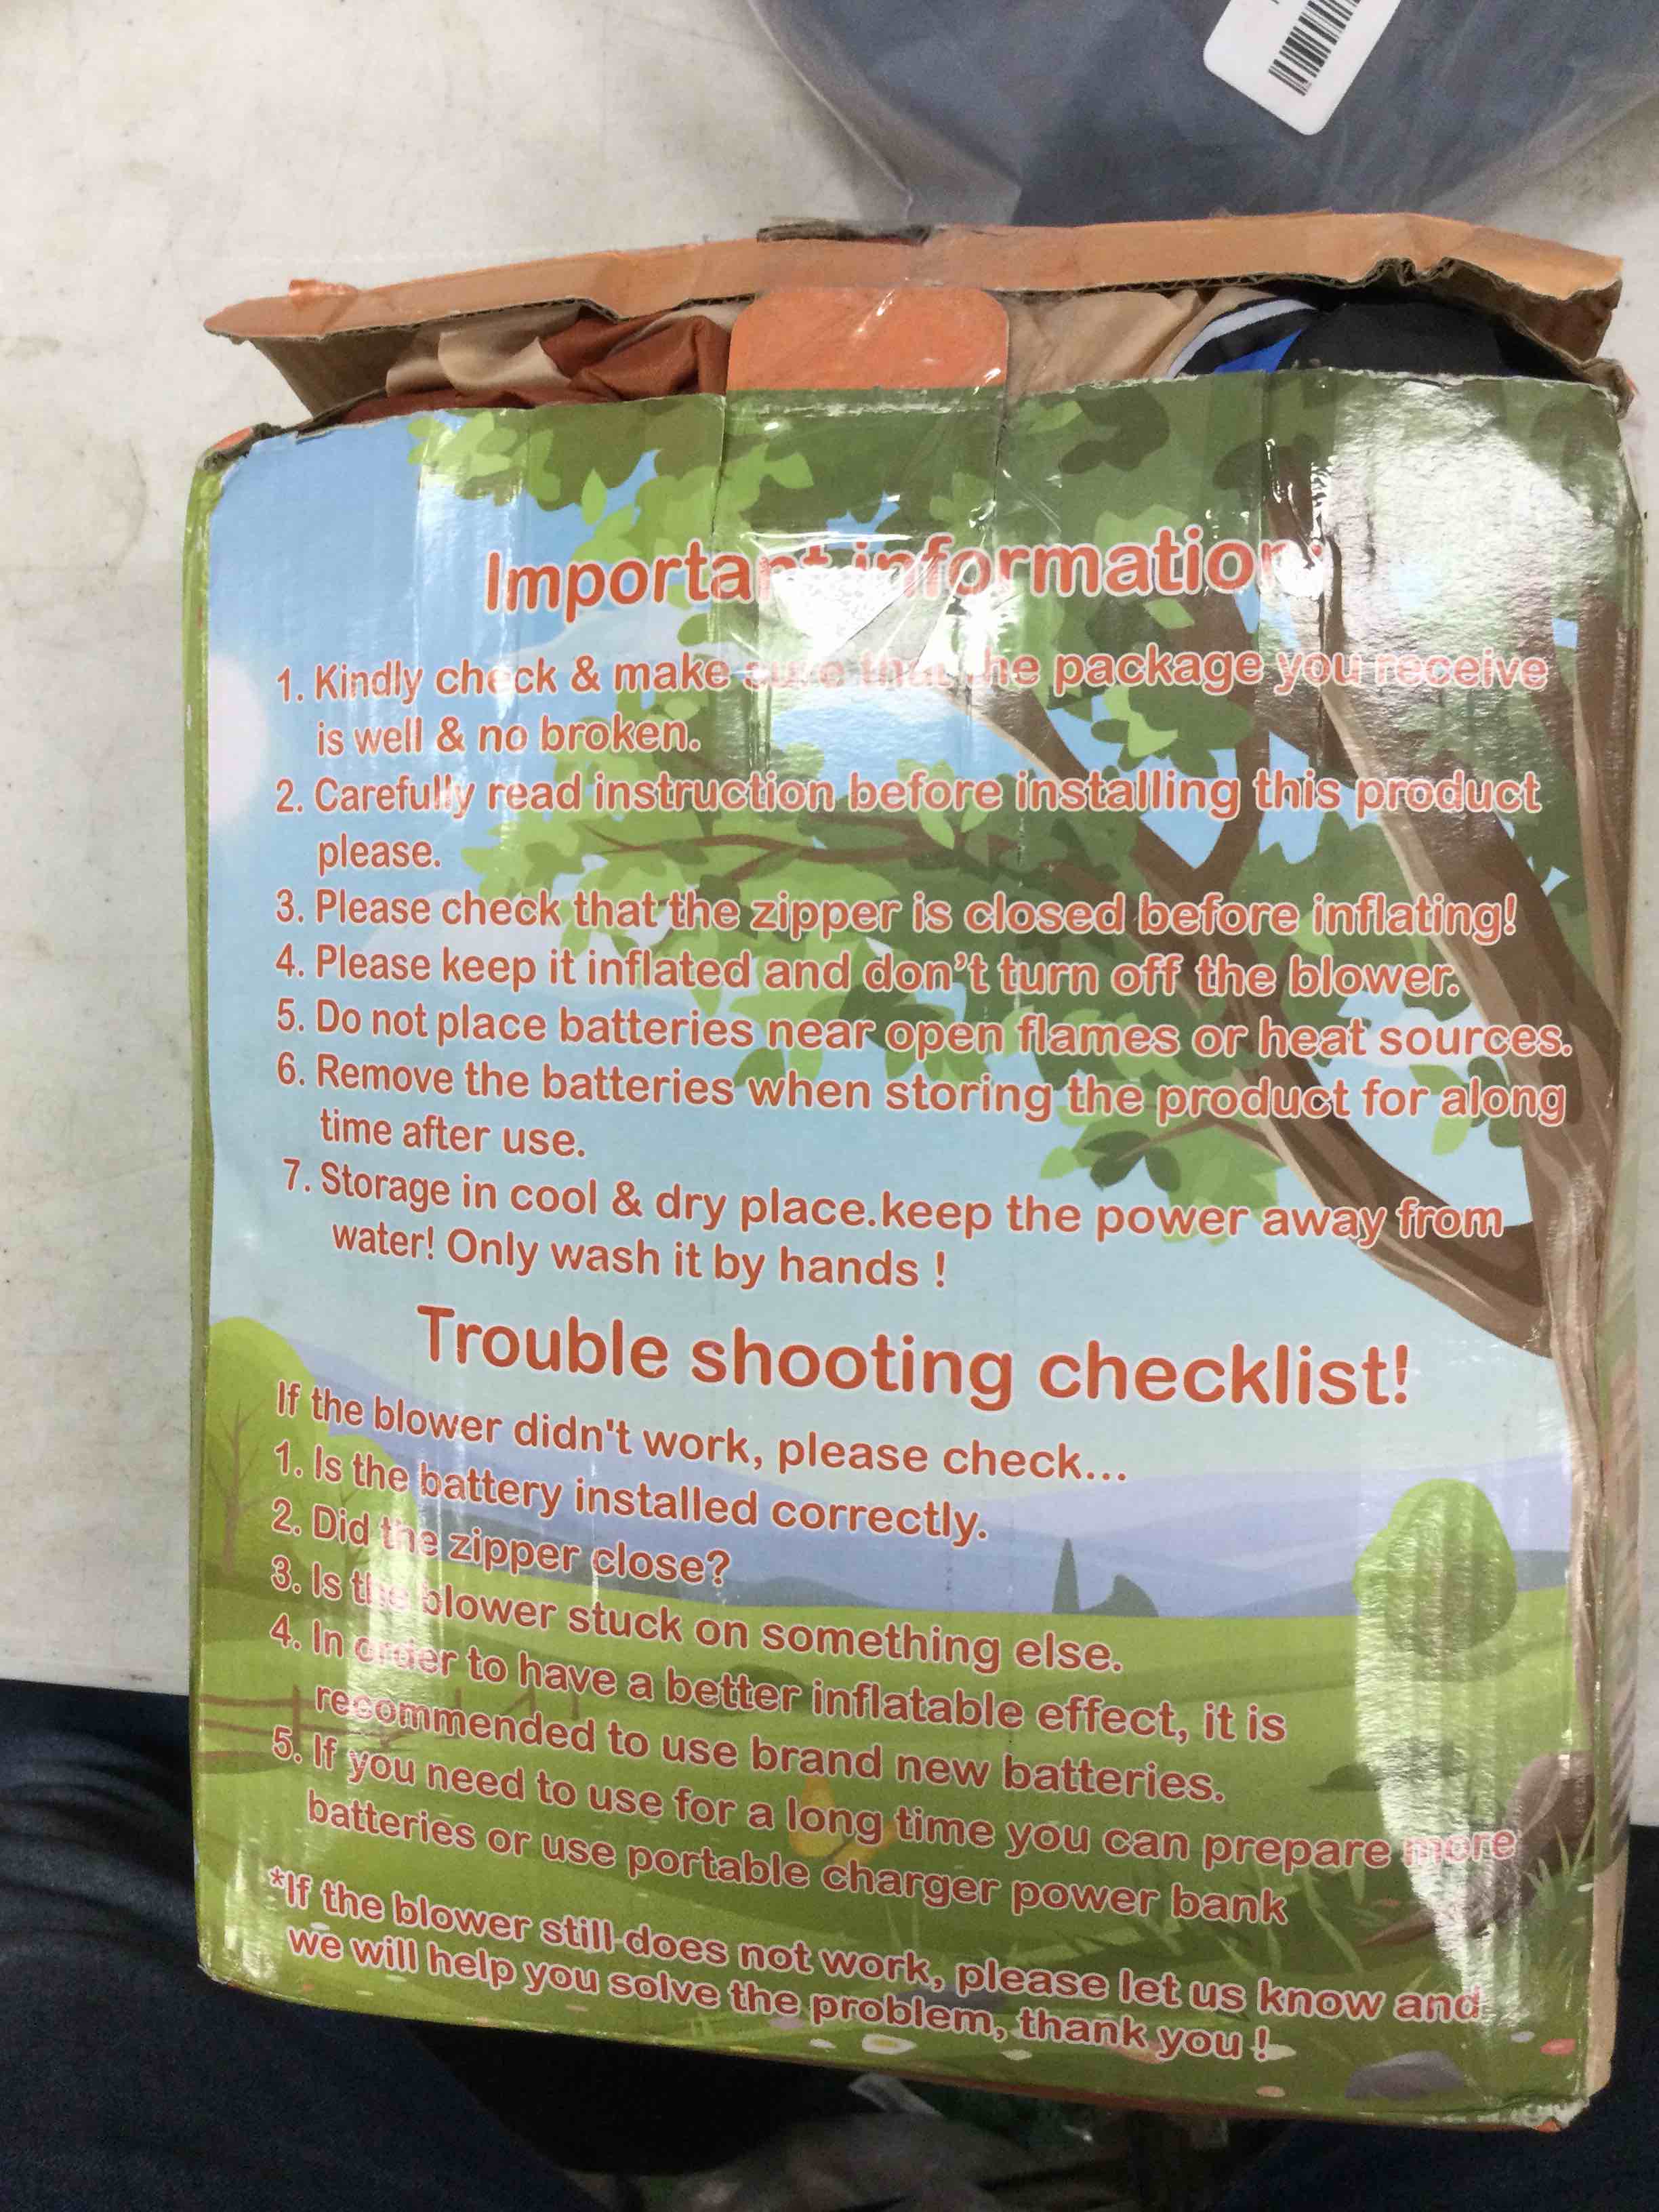 Important information:
1. Kindly check & make sure that the package you receive
is well & no broken.
2. Carefully read instruction before installing this product
please.
3. Please check that the zipper is closed before inflating!
4. Please keep it inflated and don't turn off the blower.
5. Do not place batteries near open flames or heat sources.
6. Remove the batteries when storing the product for along
time after use.
7. Storage in cool & dry place.keep the power away from
water! Only wash it by hands !
Trouble shooting checklist!
If the blower didn't work, please check...
1. Is the battery installed correctly.
2. Did the zipper close?
3. Is the blower stuck on something else.
4. In order to have a better inflatable effect, it is
recommended to use brand new batteries.
5. If you need to use for a long time you can prepare more
batteries or use portable charger power bank
*If the blower still does not work, please let us know and
we will help you solve the problem, thank you !